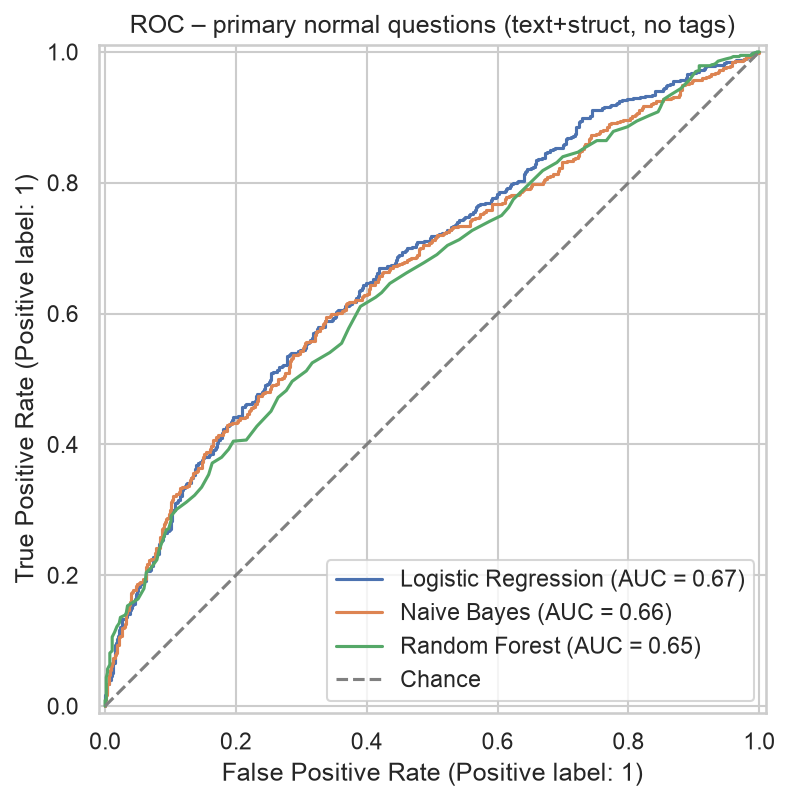 ROC – primary normal questions (text+struct, no tags)
True Positive Rate (Positive label: 1)
1.0
0.8
0.6
0.4
0.2
0.0
Logistic Regression (AUC = 0.67)
Naive Bayes (AUC = 0.66)
Random Forest (AUC = 0.65)
Chance
0.0 0.2 0.4 0.6 0.8 1.0
False Positive Rate (Positive label: 1)